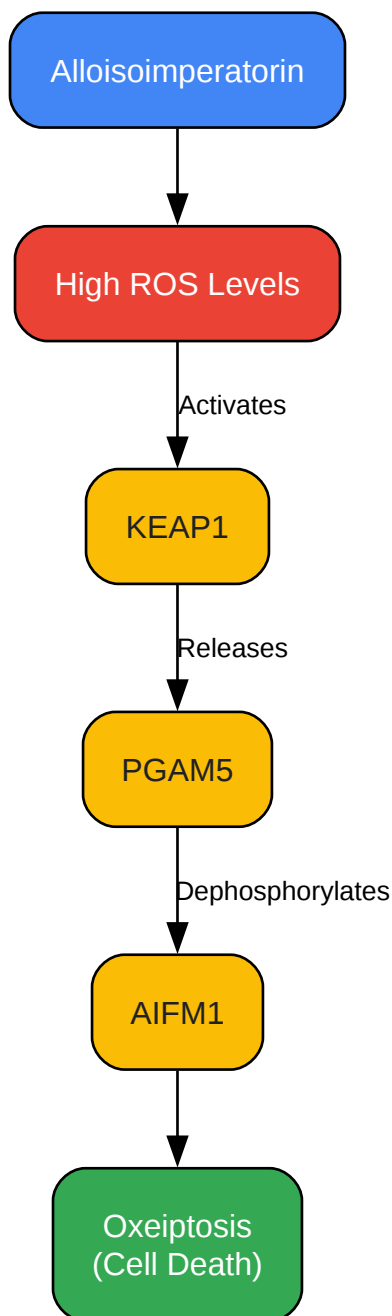 Alloisoimperatorin
High ROS Levels
Activates
KEAP1
Releases
PGAM5
Dephosphorylates
AIFM1
Oxeiptosis
(Cell Death)